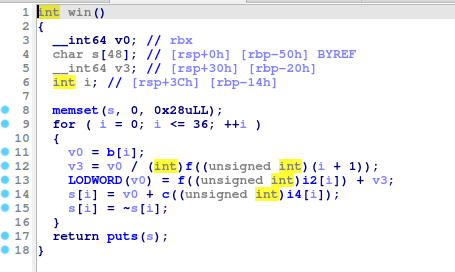 1 int win()
2 {
3 __int64 v0; // rbx
4 char s[48]; // [rsp+0h] [rbp-50h] BYREF
5 __int64 v3; // [rsp+30h] [rbp-20h]
6 int i; // [rsp+3Ch] [rbp-14h]
7
8 memset(s, 0, 0x28uLL);
9 for ( i = 0; i <= 36; ++i )
10 {
11 v0 = b[i];
12 v3 = v0 / (int)f((unsigned int)(i + 1));
13 LODWORD(v0) = f((unsigned int)i2[i]) + v3;
14 s[i] = v0 + c((unsigned int)i4[i]);
15 s[i] = ~s[i];
16 }
17 return puts(s);
18 }